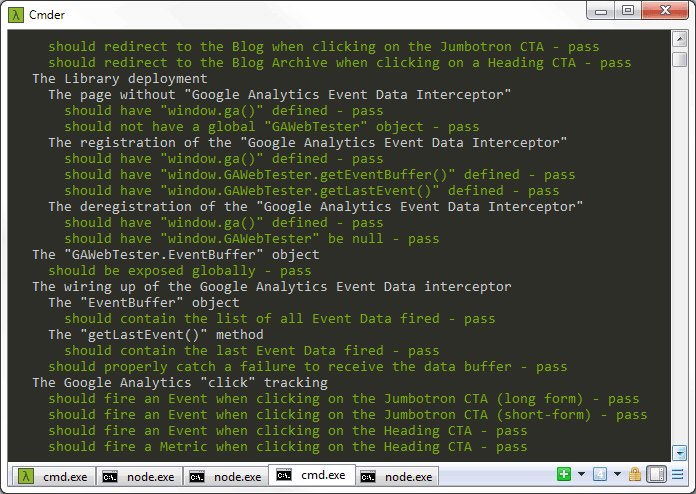 Cmder
should redirect to the Blog when clicking on the Jumbotron CTA - pass
should redirect to the Blog Archive when clicking on a Heading CTA - pass
The Library deployment
The page without "Google Analytics Event Data Interceptor"
should have "window.ga()" defined - pass
should not have a global "GAWebTester" object - pass
The registration of the "Google Analytics Event Data Interceptor"
should have "window.ga()" defined - pass
should have "window.GAWebTester.getEventBuffer()" defined - pass
should have "window.GAWebTester.getLastEvent()" defined - pass
The deregistration of the "Google Analytics Event Data Interceptor"
should have "window.ga()" defined - pass
should have "window.GAWebTester" be null - pass
The "GAWebTester.EventBuffer" object
should be exposed globally - pass
The wiring up of the Google Analytics Event Data interceptor
The "EventBuffer" object
should contain the list of all Event Data fired - pass
The "getLastEvent()" method
should contain the last Event Data fired - pass
should properly catch a failure to receive the data buffer - pass
The Google Analytics "click" tracking
should fire an Event when clicking on the Jumbotron CTA (long form) - pass
should fire an Event when clicking on the Jumbotron CTA (short-form) - pass
should fire an Event when clicking on the Heading CTA - pass
should fire a Metric when clicking on the Heading CTA - pass
λ cmd.exe C:\. node.exe C:\. node.exe C:\. cmd.exe C:\. node.exe